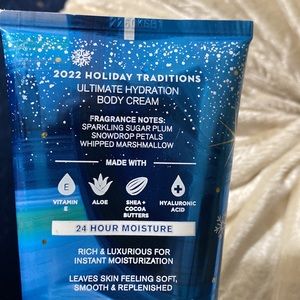 2022 HOLIDAY TRADITIONS
ULTIMATE HYDRATION
BODY CREAM
FRAGRANCE NOTES:
SPARKLING SUGAR PLUM
SNOWDROP PETALS
WHIPPED MARSHMALLOW
MADE WITH
E
VITAMIN
E
ALOE
SHEA +
COCOA
BUTTERS
HYALURONIC
ACID
24 HOUR MOISTURE
RICH & LUXURIOUS FOR
INSTANT MOISTURIZATION
LEAVES SKIN FEELING SOFT,
SMOOTH & REPLENISHED